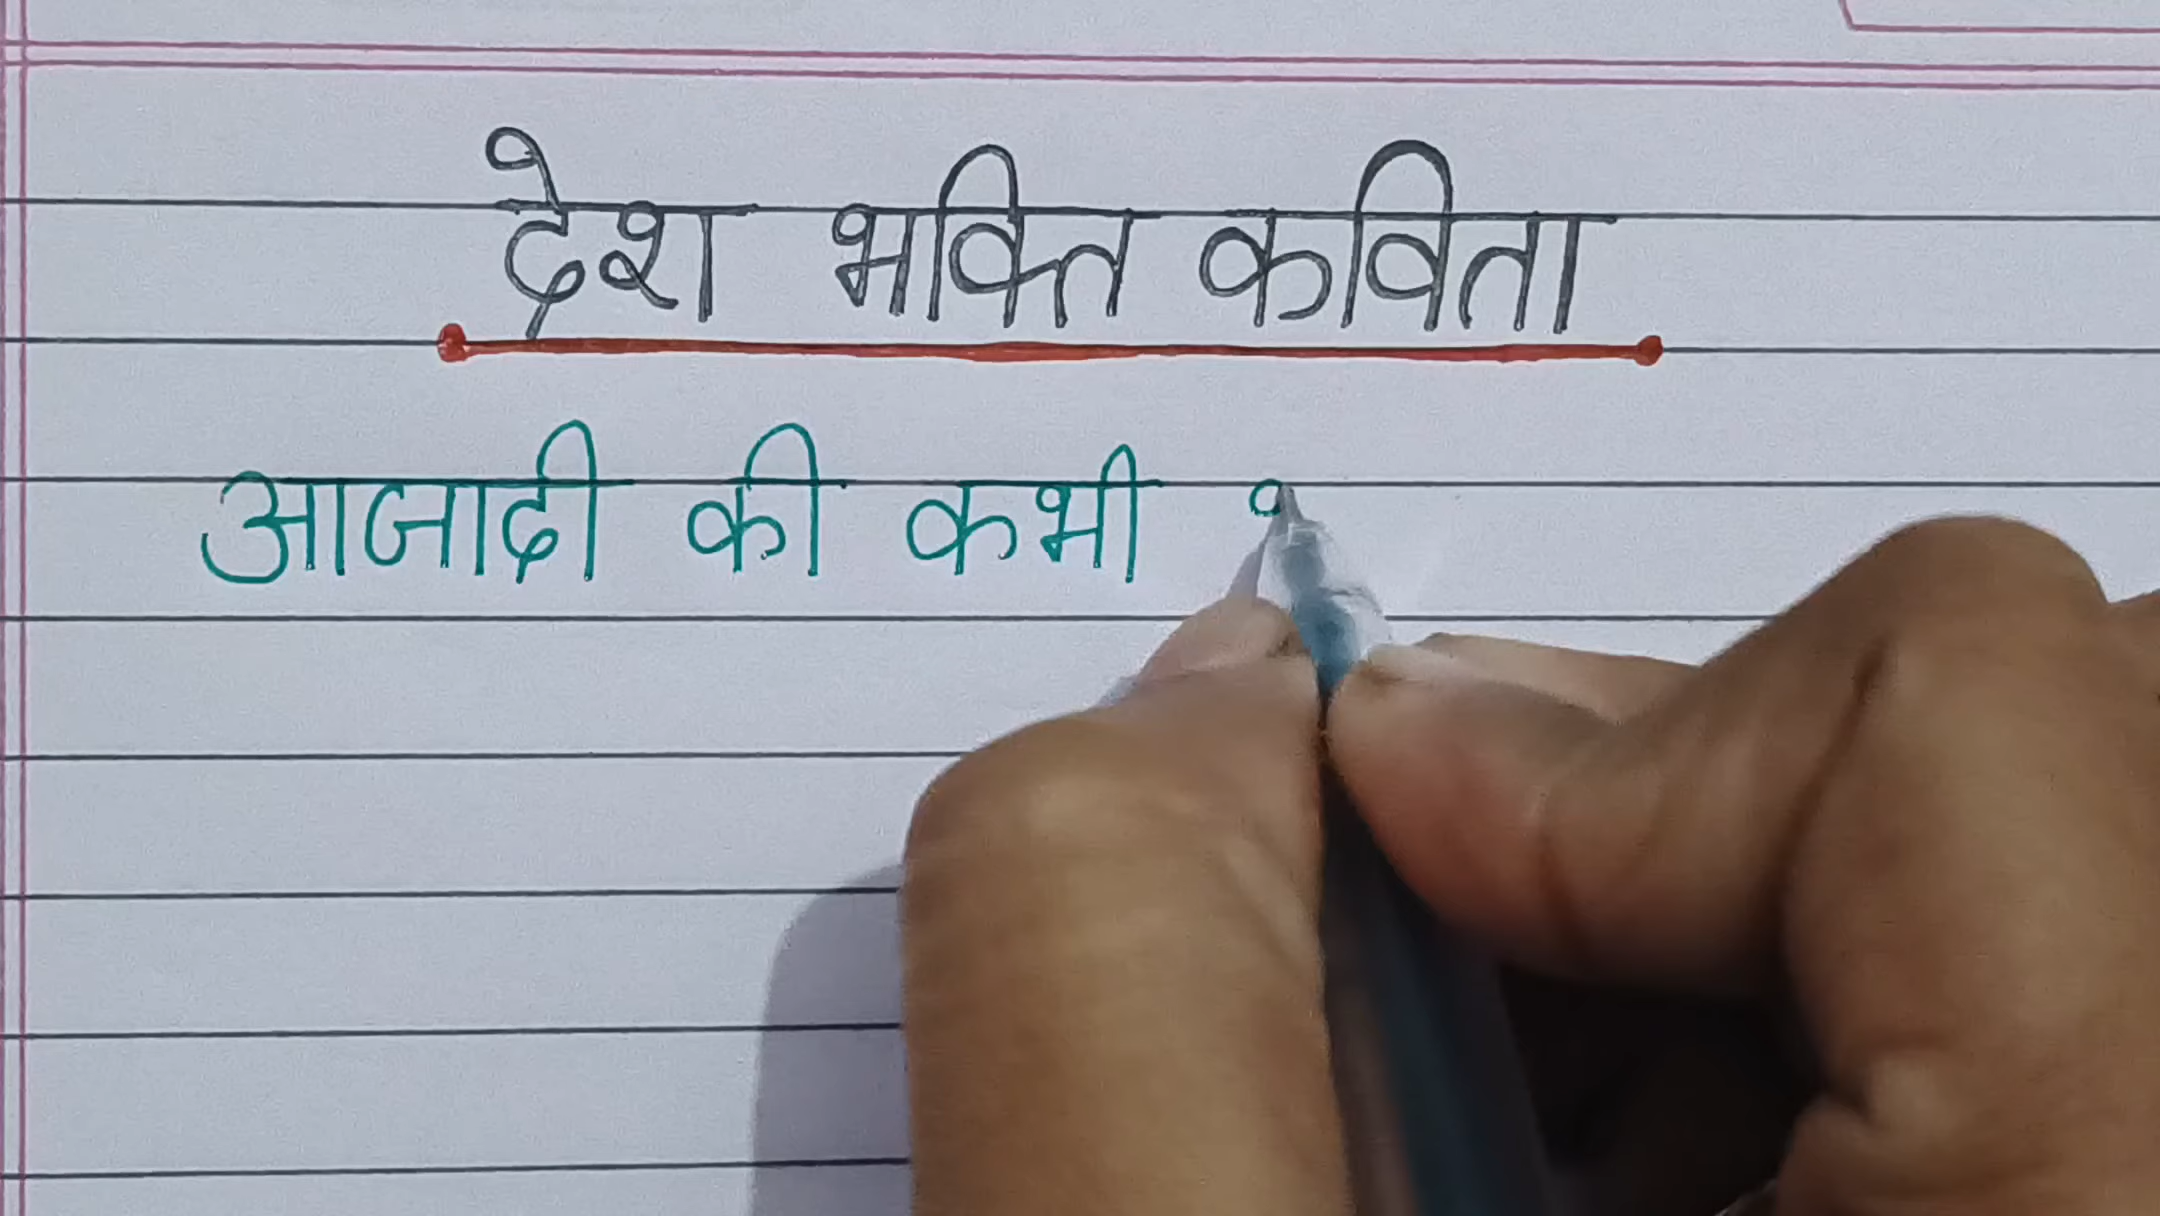 देश भक्ति कविता
आजादी की कभी